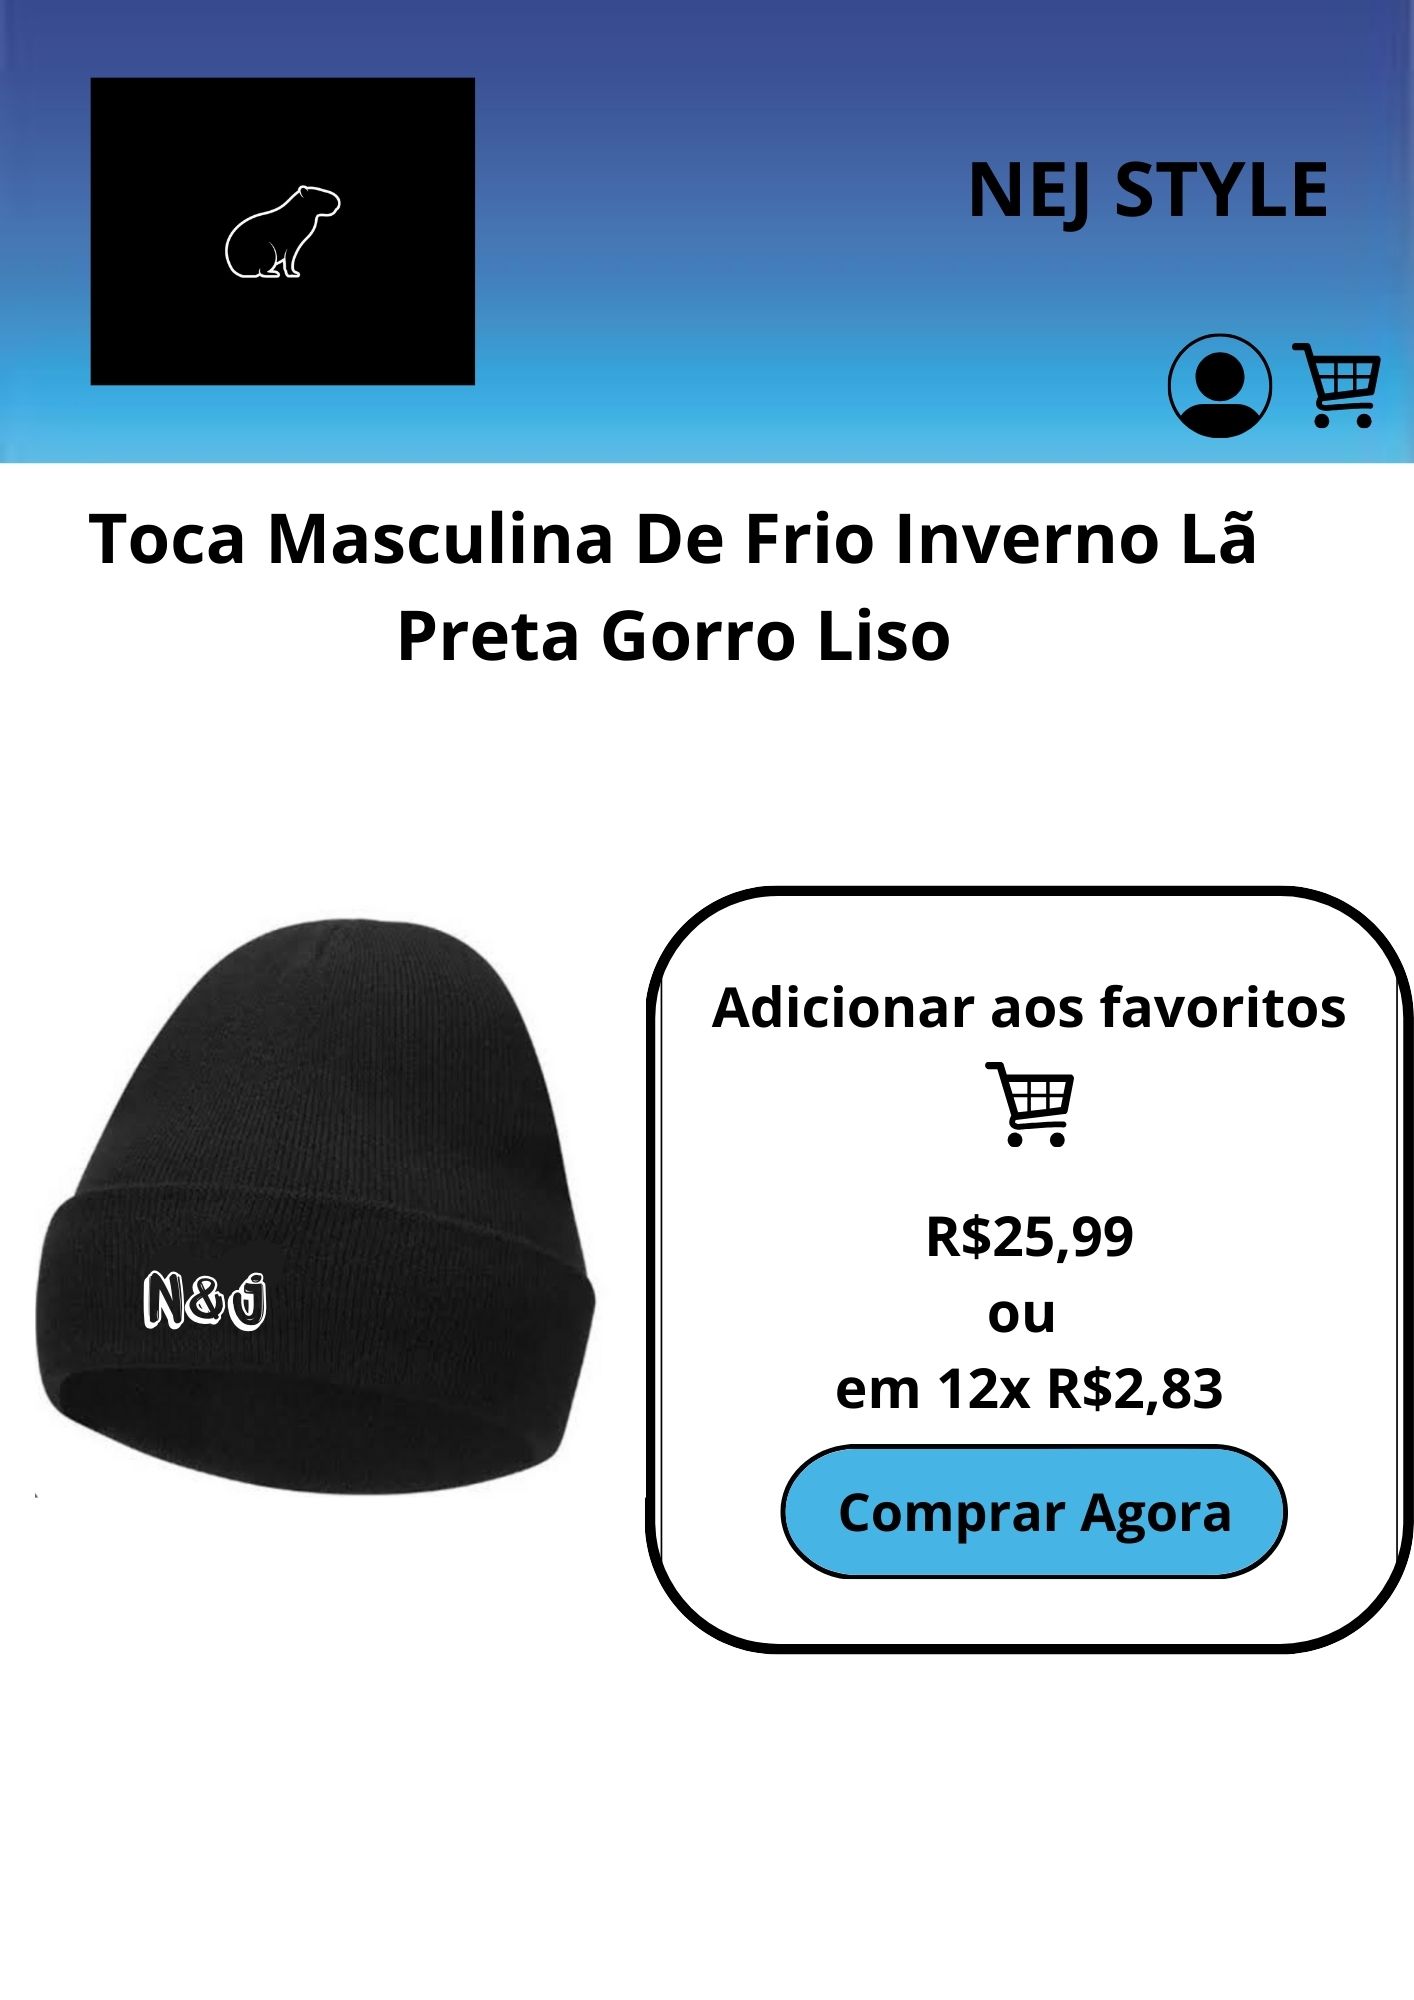 NEJ STYLE
Toca Masculina De Frio Inverno Lã
Preta Gorro Liso
Adicionar aos favoritos
R$25,99
ou
em 12x R$2,83
Comprar Agora
N&J